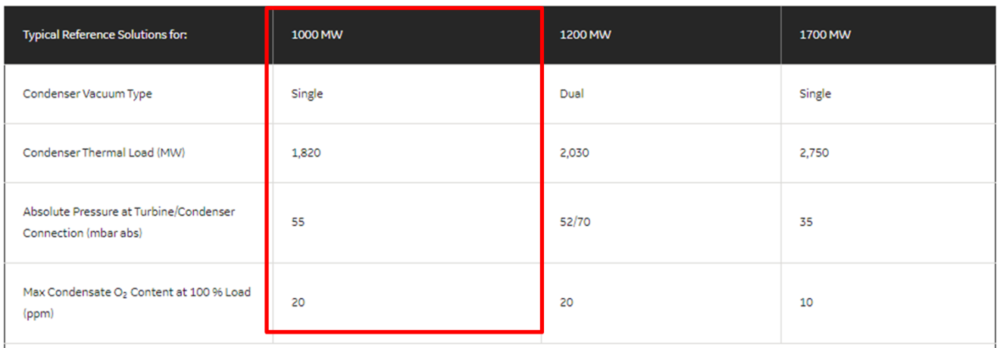 Typical Reference Solutions for: 1000 MW 1200 MW 1700 MW
Condenser Vacuum Type Single Dual Single
Condenser Thermal Load (MW) 1,820 2,030 2,750
Absolute Pressure at Turbine/Condenser
Connection (mbar abs) 55 52/70 35
Max Condensate O₂ Content at 100 % Load
(ppm) 20 20 10